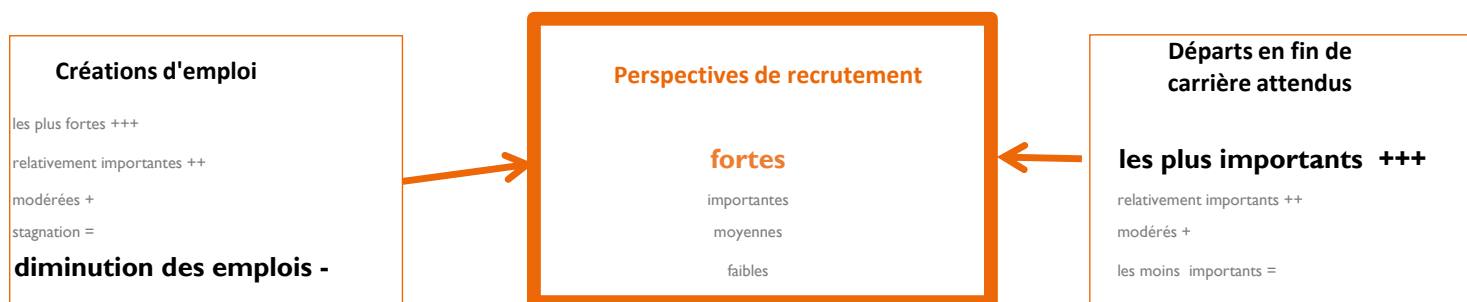 Créations d'emploi
les plus fortes +++
relativement importantes ++
modérées +
stagnation =
diminution des emplois -
Perspectives de recrutement
fortes
importantes
moyennes
faibles
Départs en fin de
carrière attendus
les plus importants +++
relativement importants ++
modérés +
les moins importants =